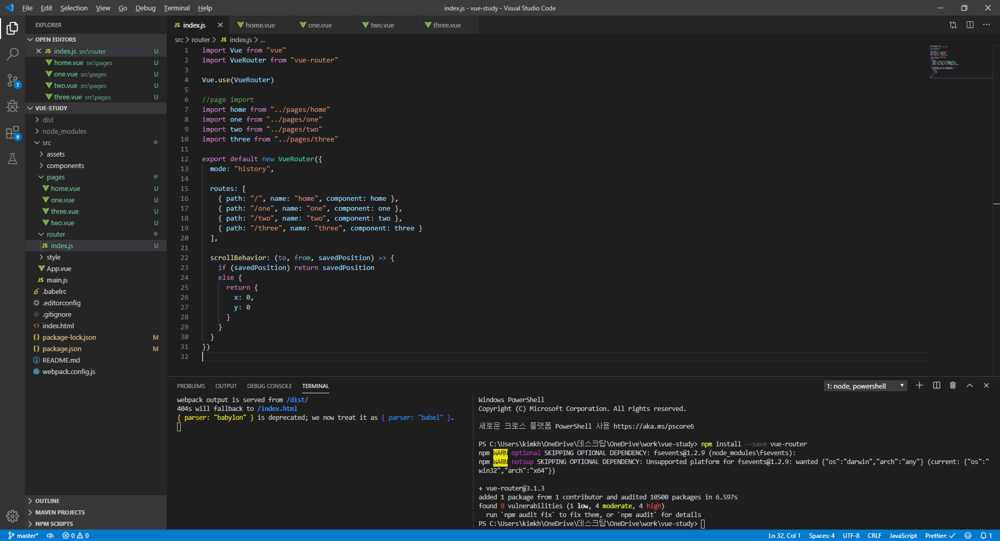 File Edit Selection View Go Debug Terminal Help
index.js - vue-study - Visual Studio Code
EXPLORER
OPEN EDITORS
index.js src\router U
home.vue src\pages U
one.vue src\pages U
two.vue src\pages U
three.vue src\pages U
VUE-STUDY
dist
node_modules
src
assets
components
pages
home.vue U
one.vue U
three.vue U
two.vue U
router
JS index.js U
style
App.vue
JS main.js
.babelrc
.editorconfig
.gitignore
index.html
package-lock.json M
package.json M
README.md
webpack.config.js
OUTLINE
MAVEN PROJECTS
NPM SCRIPTS
7
9
JS index.js home.vue one.vue two.vue three.vue
src > router > JS index.js > ...
1 import Vue from "vue"
2 import VueRouter from "vue-router"
3
4 Vue.use(VueRouter)
5
6 //page import
7 import home from "../pages/home"
8 import one from "../pages/one"
9 import two from "../pages/two"
10 import three from "../pages/three"
11
12 export default new VueRouter({
13 mode: "history",
14
15 routes: [
16 { path: "/", name: "home", component: home },
17 { path: "/one", name: "one", component: one },
18 { path: "/two", name: "two", component: two },
19 { path: "/three", name: "three", component: three }
20 ],
21
22 scrollBehavior: (to, from, savedPosition) => {
23 if (savedPosition) return savedPosition
24 else {
25 return {
26 x: 0,
27 y: 0
28 }
29 }
30 }
31 })
32
PROBLEMS OUTPUT DEBUG CONSOLE TERMINAL
1: node, powershell
webpack output is served from /dist/
404s will fallback to /index.html
{ parser: "babylon" } is deprecated; we now treat it as { parser: "babel" }.
Windows PowerShell
Copyright (C) Microsoft Corporation. All rights reserved.
새로운 크로스 플랫폼 PowerShell 사용 https://aka.ms/pscore6
PS C:\Users\kimkh\OneDrive\데스크탑\OneDrive\work\vue-study> npm install --save vue-router
npm WARN optional SKIPPING OPTIONAL DEPENDENCY: fsevents@1.2.9 (node_modules\fsevents):
npm WARN notsup SKIPPING OPTIONAL DEPENDENCY: Unsupported platform for fsevents@1.2.9: wanted {"os":"darwin","arch":"any"} (current: {"os":"
win32","arch":"x64"})
+ vue-router@3.1.3
added 1 package from 1 contributor and audited 10500 packages in 6.597s
found 9 vulnerabilities (1 low, 4 moderate, 4 high)
run `npm audit fix` to fix them, or `npm audit` for details
PS C:\Users\kimkh\OneDrive\데스크탑\OneDrive\work\vue-study>
master* 0 0 Ln 32, Col 1 Spaces: 4 UTF-8 CRLF JavaScript Prettier: ✓ 1